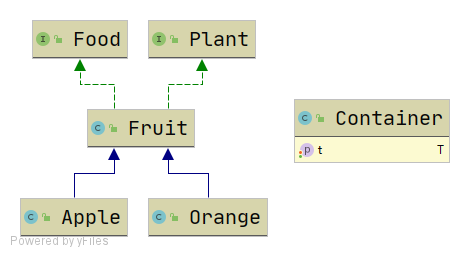 I Food
I Plant
C Fruit
C Container
p t T
C Apple
C Orange
Powered by yFiles